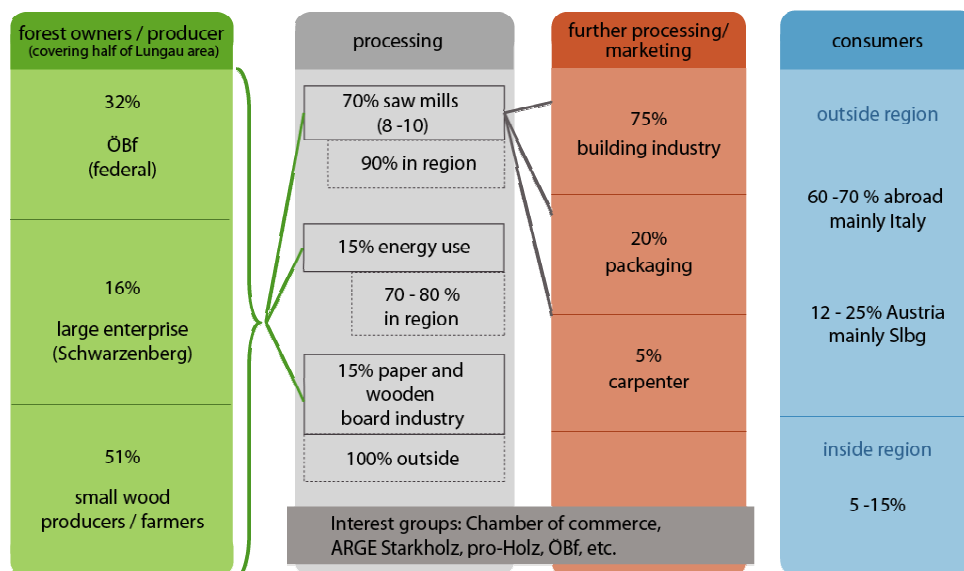 forest owners / producer
(covering half of Lungau area)
32%
ÖBf
(federal)
16%
large enterprise
(Schwarzenberg)
51%
small wood
producers / farmers
processing
70% saw mills
(8 -10)
90% in region
15% energy use
70 - 80 %
in region
15% paper and
wooden
board industry
100% outside
further processing/
marketing
75%
building industry
20%
packaging
5%
carpenter
consumers
outside region
60 -70 % abroad
mainly Italy
12 - 25% Austria
mainly Slbg
inside region
5 -15%
Interest groups: Chamber of commerce,
ARGE Starkholz, pro-Holz, ÖBf, etc.